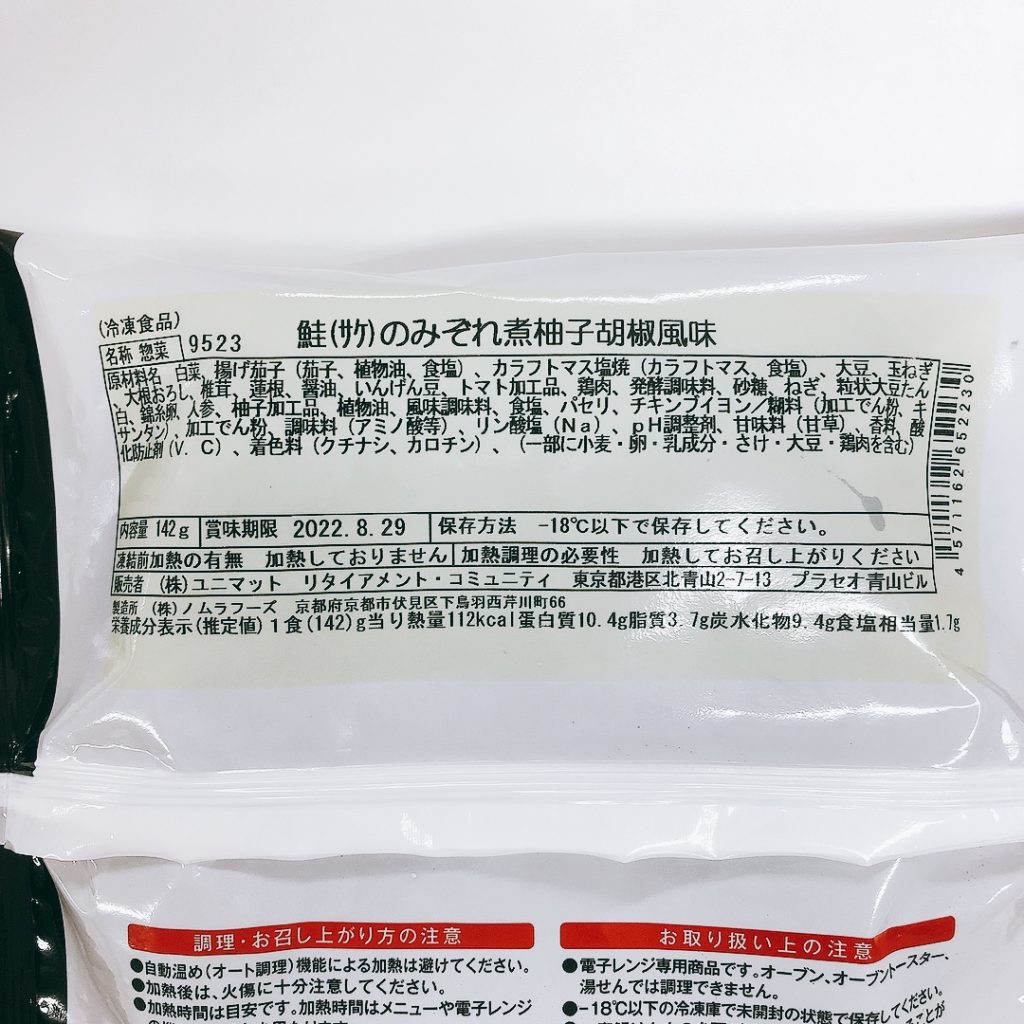 (冷凍食品)
名称 惣菜 9523 鮭(サケ)のみぞれ煮柚子胡椒風味
原材料名 白菜、揚げ茄子(茄子、植物油、食塩)、カラフトマス塩焼(カラフトマス、食塩)、大豆、玉ねぎ
大根おろし、椎茸、蓮根、醤油、いんげん豆、トマト加工品、鶏肉、発酵調味料、砂糖、ねぎ、粒状大豆たん
白、錦糸卵、人参、柚子加工品、植物油、風味調味料、食塩、パセリ、チキンブイヨン/糊料(加工でん粉、キ
サンタン)、加工でん粉、調味料(アミノ酸等)、リン酸塩(Na)、pH調整剤、甘味料(甘草)、香料、酸
化防止剤(V.C)、着色料(クチナシ、カロチン)、(一部に小麦・卵・乳成分・さけ・大豆・鶏肉を含む)
内容量 142g 賞味期限 2022.8.29 保存方法 -18℃以下で保存してください。
凍結前加熱の有無 加熱しておりません 加熱調理の必要性 加熱してお召し上がりください
販売者 (株)ユニマット リタイアメント・コミュニティ 東京都港区北青山2-7-13 プラセオ青山ビル
製造所 (株)ノムラフーズ 京都府京都市伏見区下鳥羽西芹川町66
栄養成分表示(推定値)1食(142)g当り熱量112kcal蛋白質10.4g脂質3.7g炭水化物9.4g食塩相当量1.7g
4571162652230
調理・お召し上がり方の注意
●自動温め(オート調理)機能による加熱は避けてください。
●加熱後は、火傷に十分注意してください。
●加熱時間は目安です。加熱時間はメニューや電子レンジ
お取り扱い上の注意
●電子レンジ専用商品です。オーブン、オーブントースター、
湯せんでは調理できません。
●-18℃以下の冷凍庫で未開封の状態で保存してください。